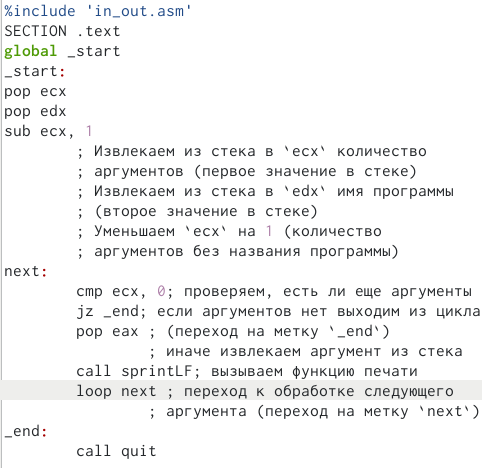 %include 'in_out.asm'
SECTION .text
global _start
_start:
pop ecx
pop edx
sub ecx, 1
; Извлекаем из стека в `ecx` количество
; аргументов (первое значение в стеке)
; Извлекаем из стека в `edx` имя программы
; (второе значение в стеке)
; Уменьшаем `ecx` на 1 (количество
; аргументов без названия программы)
next:
cmp ecx, 0; проверяем, есть ли еще аргументы
jz _end; если аргументов нет выходим из цикла
pop eax ; (переход на метку `_end`)
; иначе извлекаем аргумент из стека
call sprintLF; вызываем функцию печати
loop next ; переход к обработке следующего
; аргумента (переход на метку `next`)
_end:
call quit